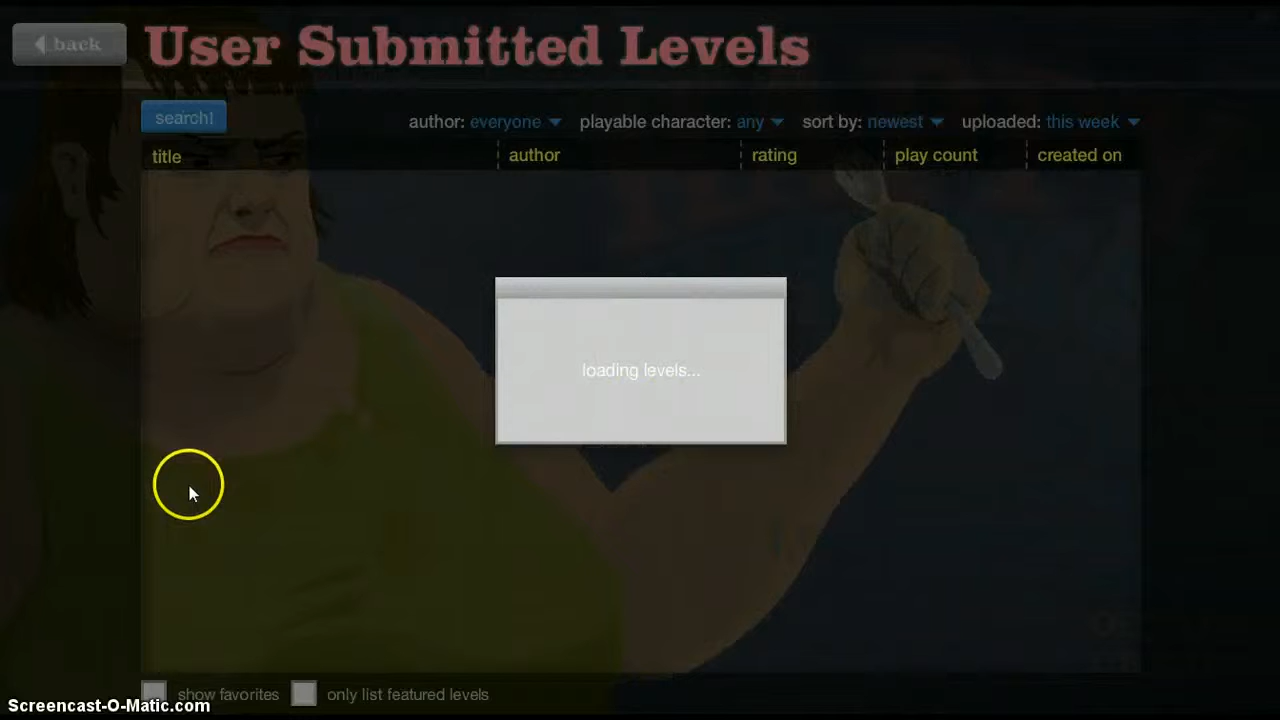 back
User Submitted Levels
search!
author: everyone playable character: any sort by: newest uploaded: this week
title author rating play count created on
loading levels...
show favorites only list featured levels
Screencast-O-Matic.com